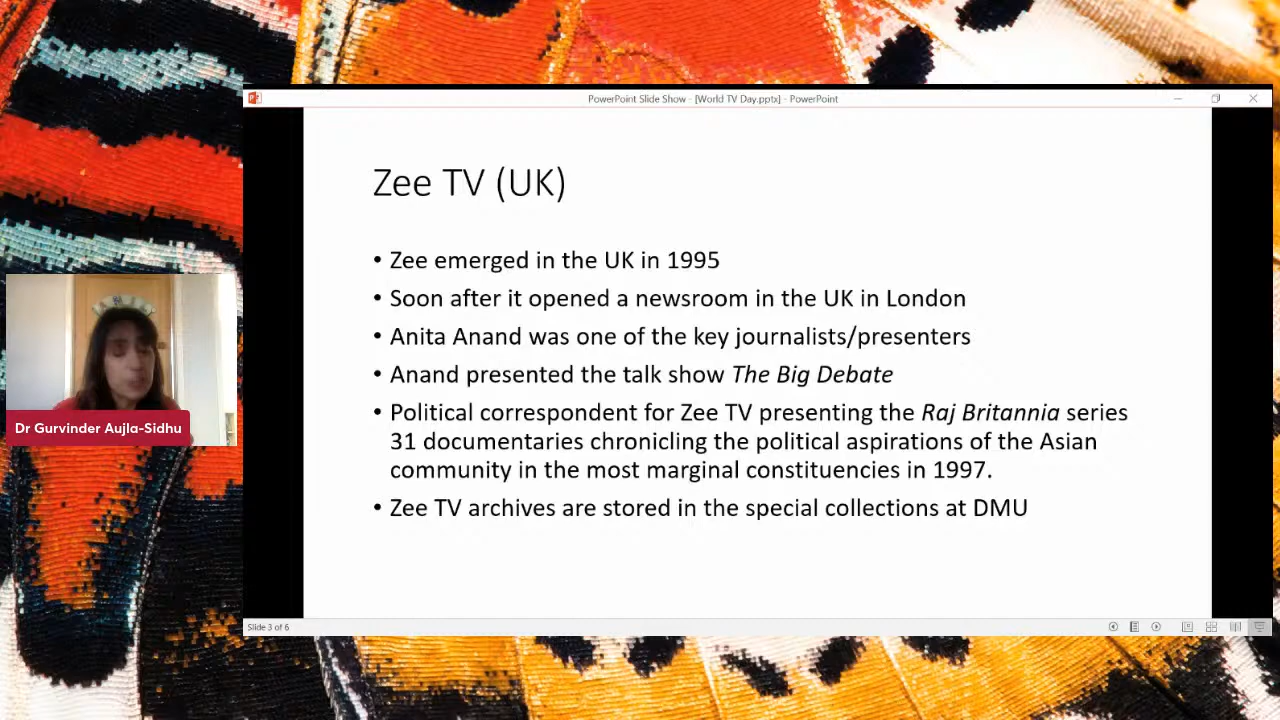 PowerPoint Slide Show - [World TV Day.pptx] - PowerPoint
Zee TV (UK)
• Zee emerged in the UK in 1995
• Soon after it opened a newsroom in the UK in London
• Anita Anand was one of the key journalists/presenters
• Anand presented the talk show The Big Debate
• Political correspondent for Zee TV presenting the Raj Britannia series
31 documentaries chronicling the political aspirations of the Asian
community in the most marginal constituencies in 1997.
• Zee TV archives are stored in the special collections at DMU
Dr Gurvinder Aujla-Sidhu
Slide 3 of 6